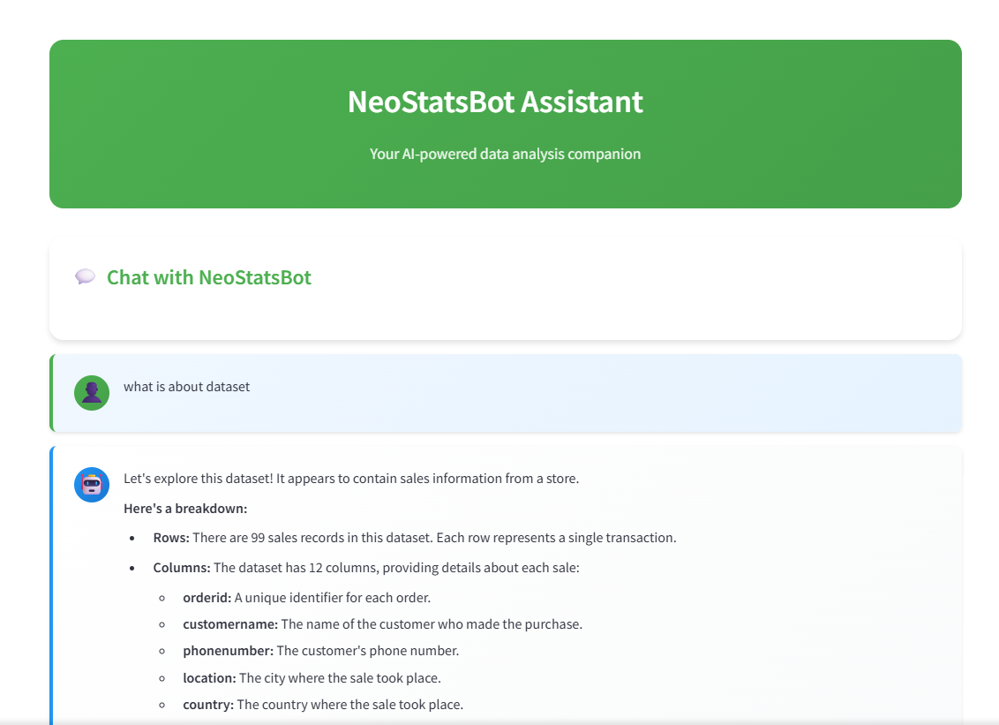 NeoStatsBot Assistant
Your AI-powered data analysis companion
Chat with NeoStatsBot
what is about dataset
Let's explore this dataset! It appears to contain sales information from a store.
Here's a breakdown:
Rows: There are 99 sales records in this dataset. Each row represents a single transaction.
Columns: The dataset has 12 columns, providing details about each sale:
orderid: A unique identifier for each order.
customername: The name of the customer who made the purchase.
phonenumber: The customer's phone number.
location: The city where the sale took place.
country: The country where the sale took place.